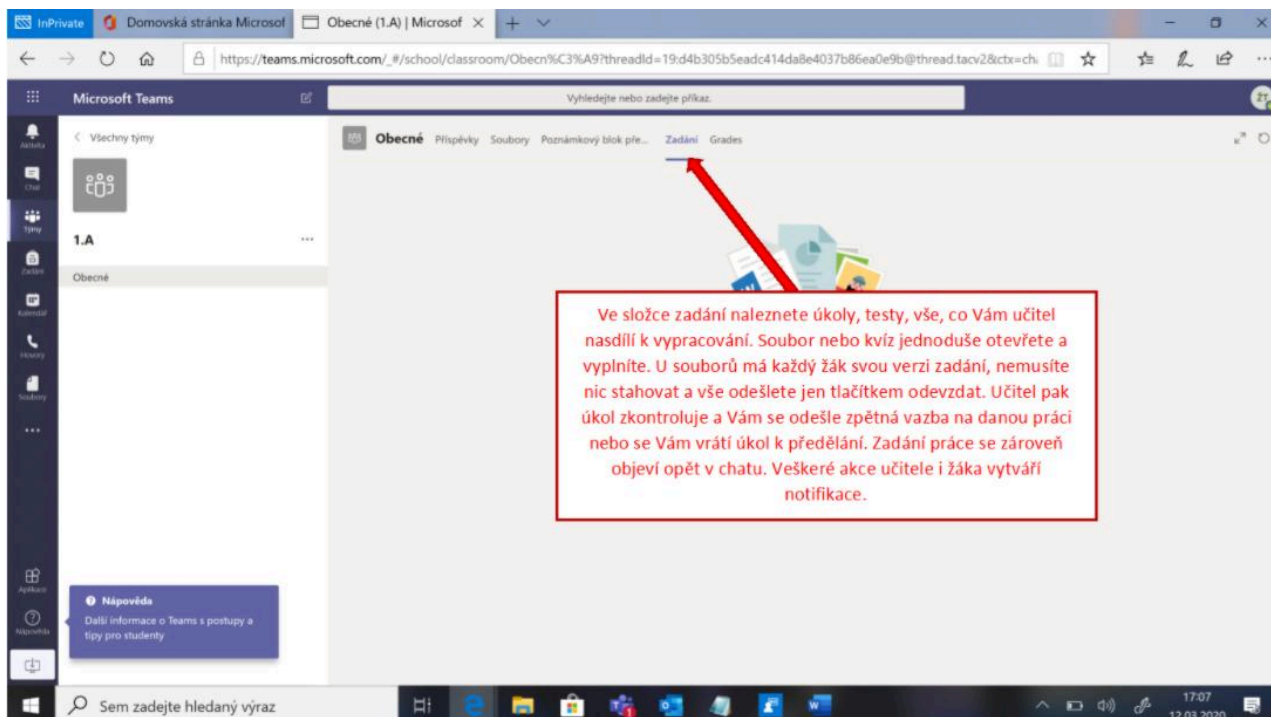 InPrivate
Domovská stránka Microsof
Obecné (1.A) | Microsof
https://teams.microsoft.com/_#/school/classroom/Obecn%C3%A9?threadId=19:d4b305b5eadc414da8e4037b86ea0e9b@thread.tacv2&ctx=ch
Microsoft Teams
Vyhledejte nebo zadejte příkaz.
ŽT
Aktivita
Chat
Týmy
Zadání
Kalendář
Hovory
Soubory
Aplikace
Nápověda
Všechny týmy
1.A
Obecné
Obecné Příspěvky Soubory Poznámkový blok pře... Zadání Grades
Ve složce zadání naleznete úkoly, testy, vše, co Vám učitel
nasdílí k vypracování. Soubor nebo kvíz jednoduše otevřete a
vyplníte. U souborů má každý žák svou verzi zadání, nemusíte
nic stahovat a vše odešlete jen tlačítkem odevzdat. Učitel pak
úkol zkontroluje a Vám se odešle zpětná vazba na danou práci
nebo se Vám vrátí úkol k předělání. Zadání práce se zároveň
objeví opět v chatu. Veškeré akce učitele i žáka vytváří
notifikace.
Nápověda
Další informace o Teams s postupy a
tipy pro studenty
Sem zadejte hledaný výraz
17:07
12.03.2020